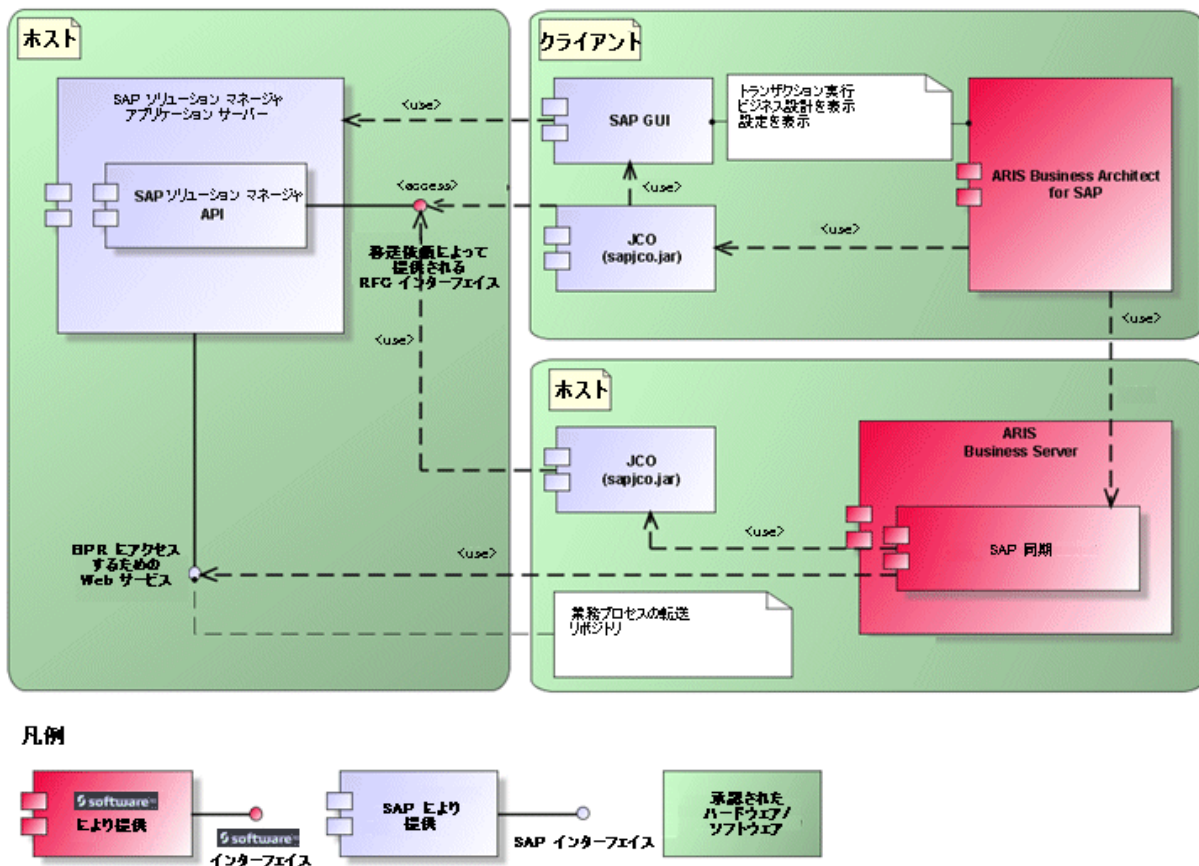 ホスト
SAP ソリューション マネージャ
アプリケーション サーバー
SAP ソリューション マネージャ
API
<use>
<access>
移送依頼によって
提供される
RFC インターフェイス
<use>
BPR にアクセス
するための
Web サービス
クライアント
SAP GUI
トランザクション実行
ビジネス設計を表示
設定を表示
ARIS Business Architect
for SAP
<use>
JCO
(sapjco.jar)
<use>
<use>
ホスト
JCO
(sapjco.jar)
ARIS
Business Server
<use>
SAP 同期
<use>
業務プロセスの転送
リポジトリ
凡例
software
により提供
software
インターフェイス
SAP により
提供
SAP インターフェイス
承認された
ハードウェア/
ソフトウェア